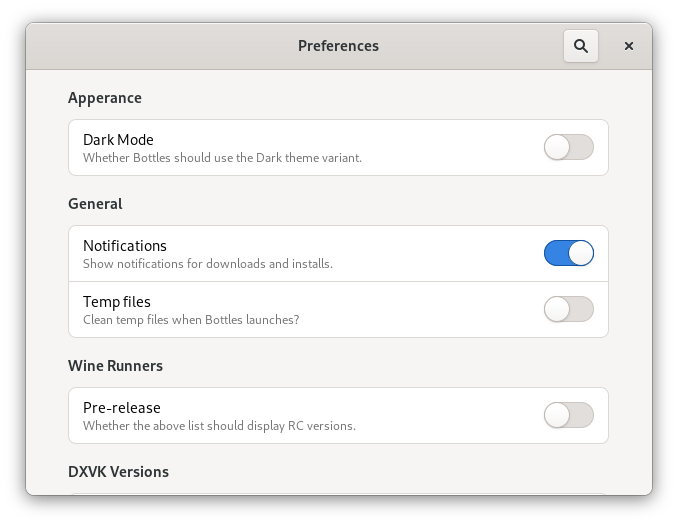 Preferences
Apperance
Dark Mode
Whether Bottles should use the Dark theme variant.
General
Notifications
Show notifications for downloads and installs.
Temp files
Clean temp files when Bottles launches?
Wine Runners
Pre-release
Whether the above list should display RC versions.
DXVK Versions